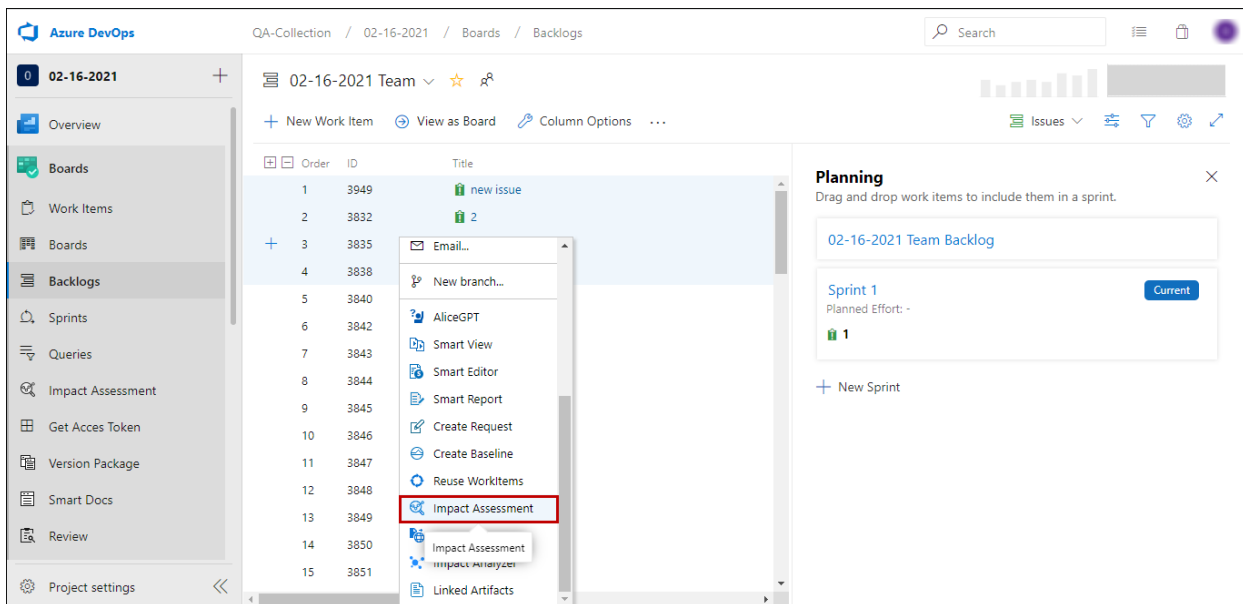 Azure DevOps
QA-Collection / 02-16-2021 / Boards / Backlogs
Search
0 02-16-2021
Overview
Boards
Work Items
Boards
Backlogs
Sprints
Queries
Impact Assessment
Get Acces Token
Version Package
Smart Docs
Review
Project settings
02-16-2021 Team
New Work Item View as Board Column Options ...
Issues
Order ID Title
1 3949 new issue
2 3832 2
3 3835
4 3838
5 3840
6 3842
7 3843
8 3844
9 3845
10 3846
11 3847
12 3848
13 3849
14 3850
15 3851
Email...
New branch...
AliceGPT
Smart View
Smart Editor
Smart Report
Create Request
Create Baseline
Reuse WorkItems
Impact Assessment
Impact Assessment
Impact Analyzer
Linked Artifacts
Planning
Drag and drop work items to include them in a sprint.
02-16-2021 Team Backlog
Sprint 1 Current
Planned Effort: -
1
New Sprint